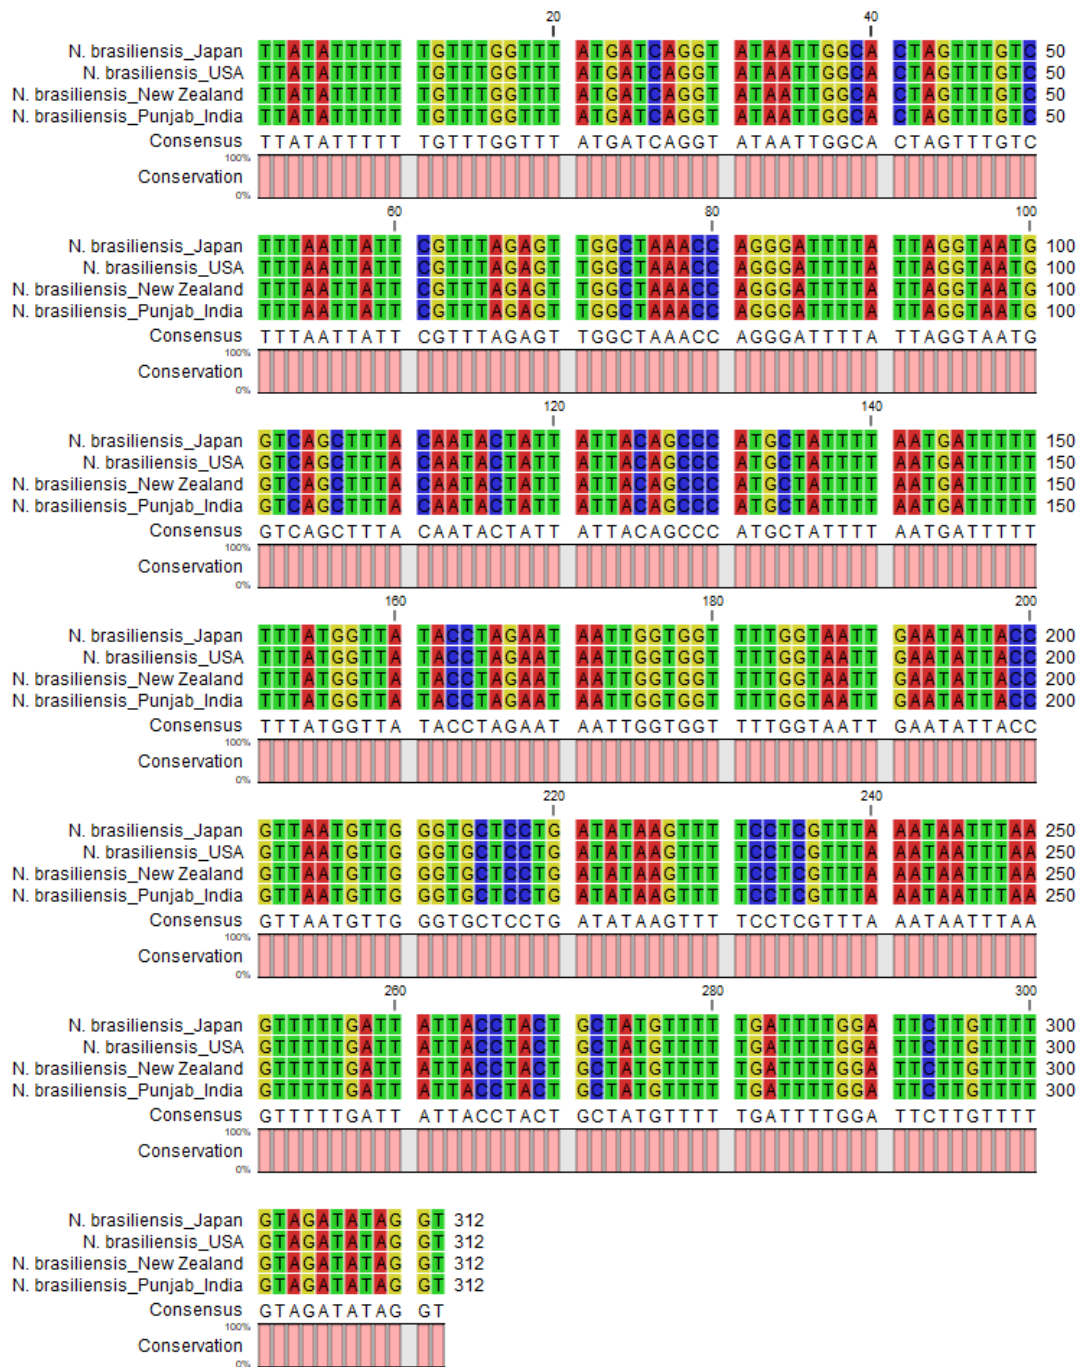 20 40
N. brasiliensis_Japan TTATATTTTT TGTTTGGTTT ATGATCAGGT ATAATTGGCA CTAGTTTGTC 50
N. brasiliensis_USA TTATATTTTT TGTTTGGTTT ATGATCAGGT ATAATTGGCA CTAGTTTGTC 50
N. brasiliensis_New Zealand TTATATTTTT TGTTTGGTTT ATGATCAGGT ATAATTGGCA CTAGTTTGTC 50
N. brasiliensis_Punjab_India TTATATTTTT TGTTTGGTTT ATGATCAGGT ATAATTGGCA CTAGTTTGTC 50
Consensus TTATATTTTT TGTTTGGTTT ATGATCAGGT ATAATTGGCA CTAGTTTGTC
100%
Conservation
0%
60 80 100
N. brasiliensis_Japan TTTAATTATT CGTTTAGAGT TGGCTAAACC AGGGATTTTA TTAGGTAATG 100
N. brasiliensis_USA TTTAATTATT CGTTTAGAGT TGGCTAAACC AGGGATTTTA TTAGGTAATG 100
N. brasiliensis_New Zealand TTTAATTATT CGTTTAGAGT TGGCTAAACC AGGGATTTTA TTAGGTAATG 100
N. brasiliensis_Punjab_India TTTAATTATT CGTTTAGAGT TGGCTAAACC AGGGATTTTA TTAGGTAATG 100
Consensus TTTAATTATT CGTTTAGAGT TGGCTAAACC AGGGATTTTA TTAGGTAATG
100%
Conservation
0%
120 140
N. brasiliensis_Japan GTCAGCTTTA CAATACTATT ATTACAGCCC ATGCTATTTT AATGATTTTT 150
N. brasiliensis_USA GTCAGCTTTA CAATACTATT ATTACAGCCC ATGCTATTTT AATGATTTTT 150
N. brasiliensis_New Zealand GTCAGCTTTA CAATACTATT ATTACAGCCC ATGCTATTTT AATGATTTTT 150
N. brasiliensis_Punjab_India GTCAGCTTTA CAATACTATT ATTACAGCCC ATGCTATTTT AATGATTTTT 150
Consensus GTCAGCTTTA CAATACTATT ATTACAGCCC ATGCTATTTT AATGATTTTT
100%
Conservation
0%
160 180 200
N. brasiliensis_Japan TTTATGGTTA TACCTAGAAT AATTGGTGGT TTTGGTAATT GAATATTACC 200
N. brasiliensis_USA TTTATGGTTA TACCTAGAAT AATTGGTGGT TTTGGTAATT GAATATTACC 200
N. brasiliensis_New Zealand TTTATGGTTA TACCTAGAAT AATTGGTGGT TTTGGTAATT GAATATTACC 200
N. brasiliensis_Punjab_India TTTATGGTTA TACCTAGAAT AATTGGTGGT TTTGGTAATT GAATATTACC 200
Consensus TTTATGGTTA TACCTAGAAT AATTGGTGGT TTTGGTAATT GAATATTACC
100%
Conservation
0%
220 240
N. brasiliensis_Japan GTTAATGTTG GGTGCTCCTG ATATAAGTTT TCCTCGTTTA AATAATTTAA 250
N. brasiliensis_USA GTTAATGTTG GGTGCTCCTG ATATAAGTTT TCCTCGTTTA AATAATTTAA 250
N. brasiliensis_New Zealand GTTAATGTTG GGTGCTCCTG ATATAAGTTT TCCTCGTTTA AATAATTTAA 250
N. brasiliensis_Punjab_India GTTAATGTTG GGTGCTCCTG ATATAAGTTT TCCTCGTTTA AATAATTTAA 250
Consensus GTTAATGTTG GGTGCTCCTG ATATAAGTTT TCCTCGTTTA AATAATTTAA
100%
Conservation
0%
260 280 300
N. brasiliensis_Japan GTTTTTGATT ATTACCTACT GCTATGTTTT TGATTTTGGA TTCTTGTTTT 300
N. brasiliensis_USA GTTTTTGATT ATTACCTACT GCTATGTTTT TGATTTTGGA TTCTTGTTTT 300
N. brasiliensis_New Zealand GTTTTTGATT ATTACCTACT GCTATGTTTT TGATTTTGGA TTCTTGTTTT 300
N. brasiliensis_Punjab_India GTTTTTGATT ATTACCTACT GCTATGTTTT TGATTTTGGA TTCTTGTTTT 300
Consensus GTTTTTGATT ATTACCTACT GCTATGTTTT TGATTTTGGA TTCTTGTTTT
100%
Conservation
0%
N. brasiliensis_Japan GTAGATATAG GT 312
N. brasiliensis_USA GTAGATATAG GT 312
N. brasiliensis_New Zealand GTAGATATAG GT 312
N. brasiliensis_Punjab_India GTAGATATAG GT 312
Consensus GTAGATATAG GT
100%
Conservation
0%